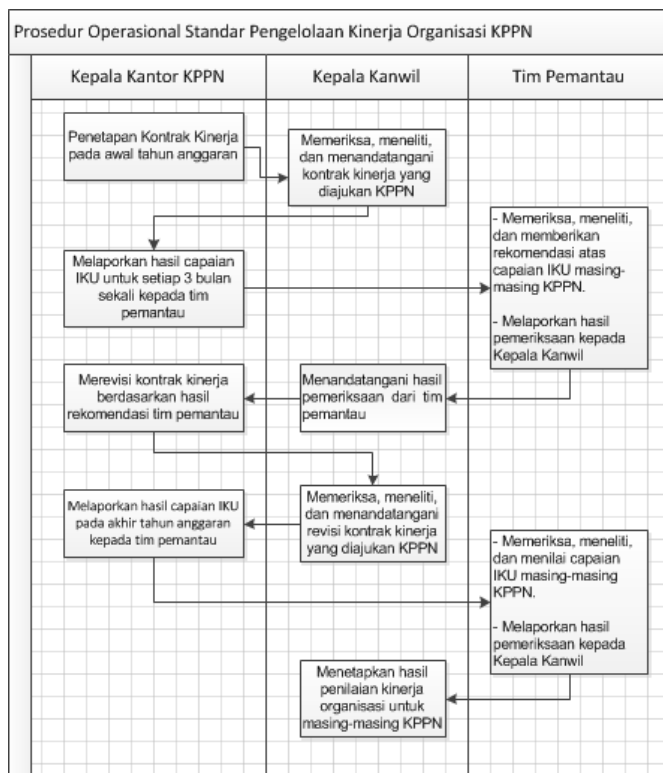 Prosedur Operasional Standar Pengelolaan Kinerja Organisasi KPPN
Kepala Kantor KPPN
Kepala Kanwil
Tim Pemantau
Penetapan Kontrak Kinerja
pada awal tahun anggaran
Memeriksa, meneliti,
dan menandatangani
kontrak kinerja yang
diajukan KPPN
Melaporkan hasil capaian
IKU untuk setiap 3 bulan
sekali kepada tim
pemantau
- Memeriksa, meneliti,
dan memberikan
rekomendasi atas
capaian IKU masing-
masing KPPN.
- Melaporkan hasil
pemeriksaan kepada
Kepala Kanwil
Menandatangani hasil
pemeriksaan dari tim
pemantau
Merevisi kontrak kinerja
berdasarkan hasil
rekomendasi tim pemantau
Memeriksa, meneliti,
dan menandatangani
revisi kontrak kinerja
yang diajukan KPPN
Melaporkan hasil capaian IKU
pada akhir tahun anggaran
kepada tim pemantau
- Memeriksa, meneliti,
dan menilai capaian
IKU masing-masing
KPPN.
- Melaporkan hasil
pemeriksaan kepada
Kepala Kanwil
Menetapkan hasil
penilaian kinerja
organisasi untuk
masing-masing KPPN